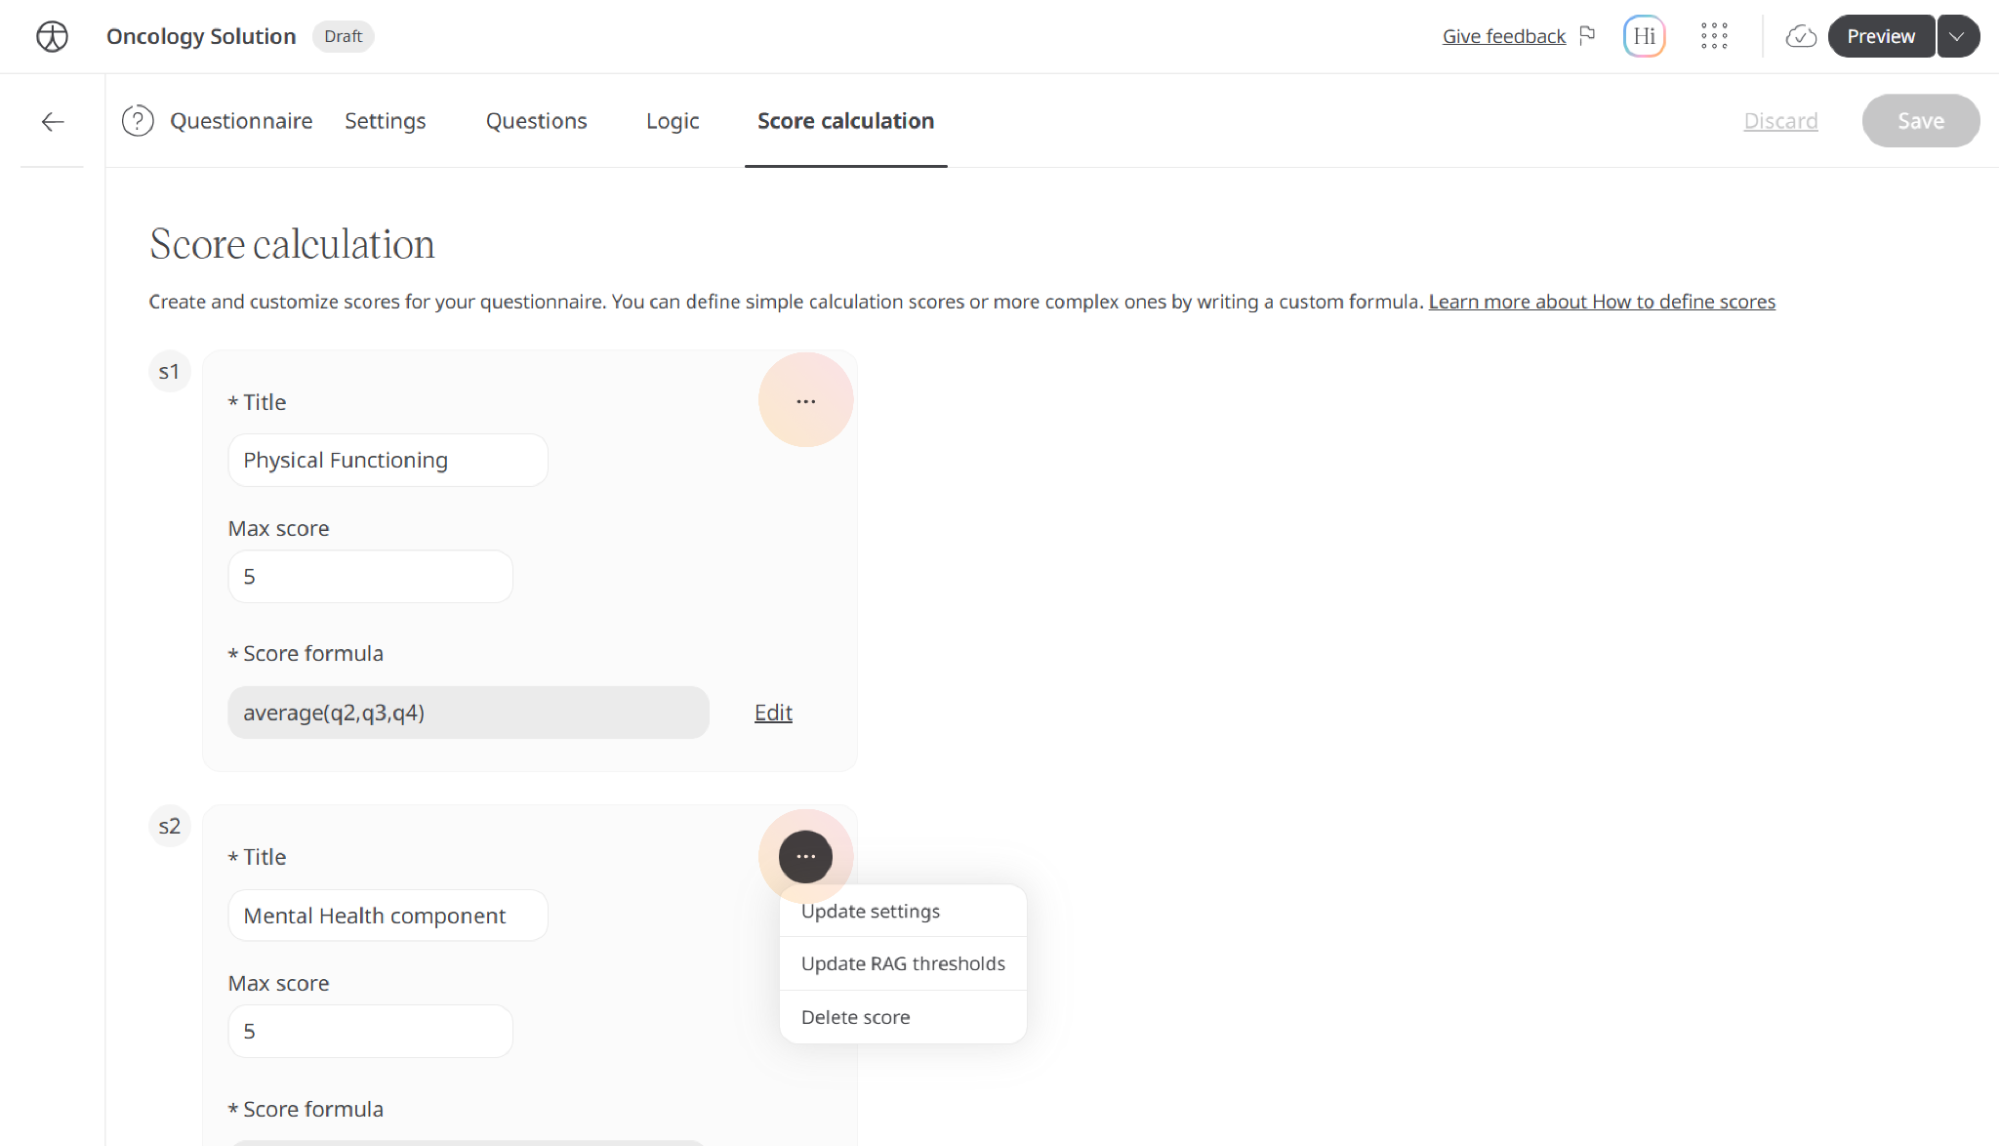 Oncology Solution Draft Give feedback Hi Preview
Questionnaire Settings Questions Logic Score calculation Discard Save
Score calculation
Create and customize scores for your questionnaire. You can define simple calculation scores or more complex ones by writing a custom formula. Learn more about How to define scores
s1
* Title
...
Physical Functioning
Max score
5
* Score formula
average(q2,q3,q4) Edit
s2
* Title
...
Mental Health component
Update settings
Update RAG thresholds
Delete score
Max score
5
* Score formula